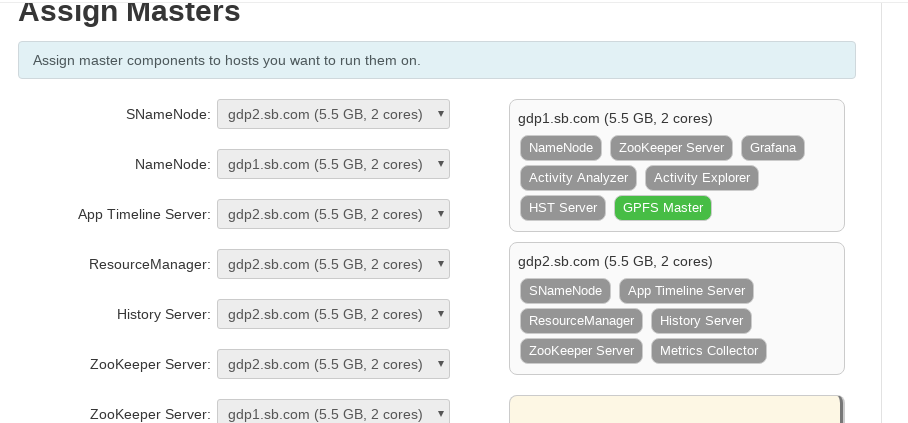 Assign Masters
Assign master components to hosts you want to run them on.
SNameNode: gdp2.sb.com (5.5 GB, 2 cores)
NameNode: gdp1.sb.com (5.5 GB, 2 cores)
App Timeline Server: gdp2.sb.com (5.5 GB, 2 cores)
ResourceManager: gdp2.sb.com (5.5 GB, 2 cores)
History Server: gdp2.sb.com (5.5 GB, 2 cores)
ZooKeeper Server: gdp2.sb.com (5.5 GB, 2 cores)
ZooKeeper Server: gdp1.sb.com (5.5 GB, 2 cores)
gdp1.sb.com (5.5 GB, 2 cores)
NameNode ZooKeeper Server Grafana
Activity Analyzer Activity Explorer
HST Server GPFS Master
gdp2.sb.com (5.5 GB, 2 cores)
SNameNode App Timeline Server
ResourceManager History Server
ZooKeeper Server Metrics Collector